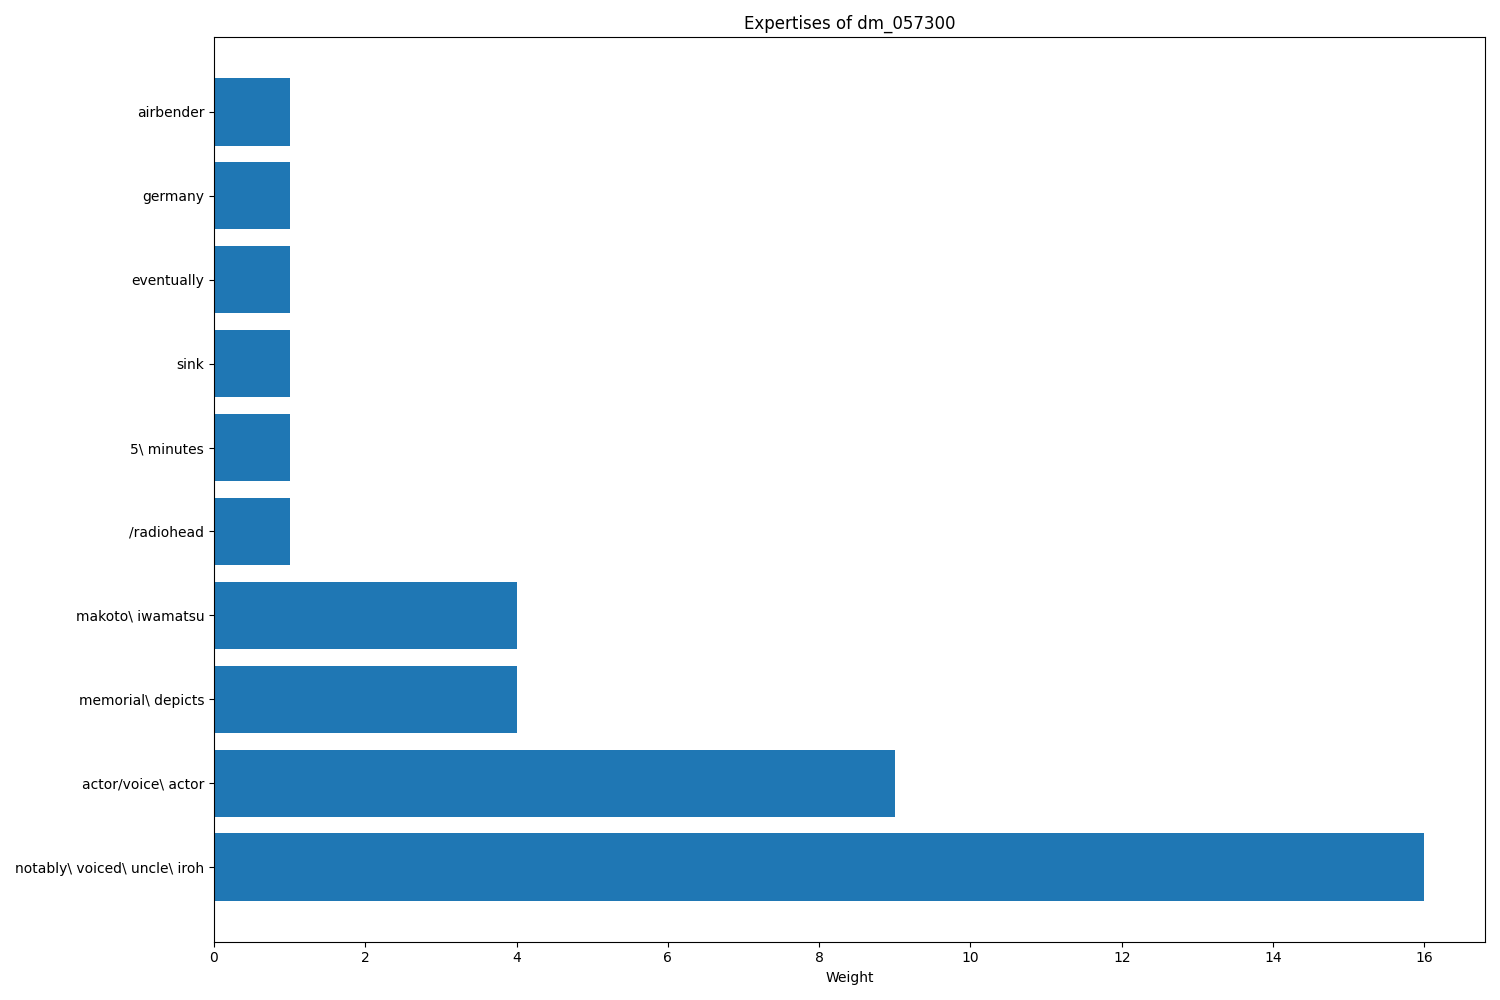 Expertises of dm_057300
airbender
germany
eventually
sink
5\ minutes
/radiohead
makoto\ iwamatsu
memorial\ depicts
actor/voice\ actor
notably\ voiced\ uncle\ iroh
0 2 4 6 8 10 12 14 16
Weight